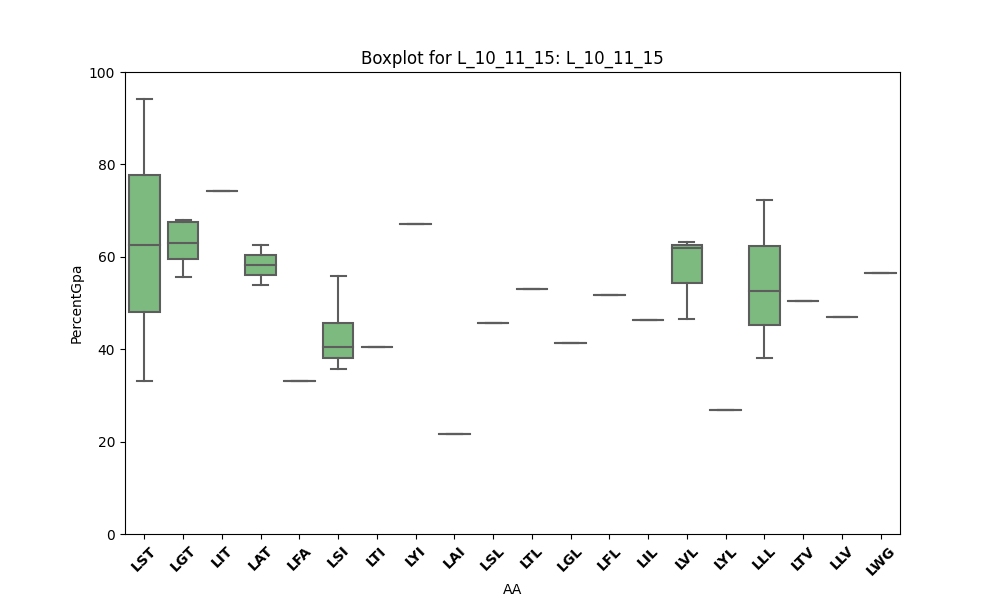 Boxplot for L_10_11_15: L_10_11_15
100
80
60
40
20
0
PercentGpa
LST LGT LIT LAT LFA LSI LTI LYI LAI LSL LTL LGL LFL LIL LVL LYL LLL LTV LLV LWG
AA